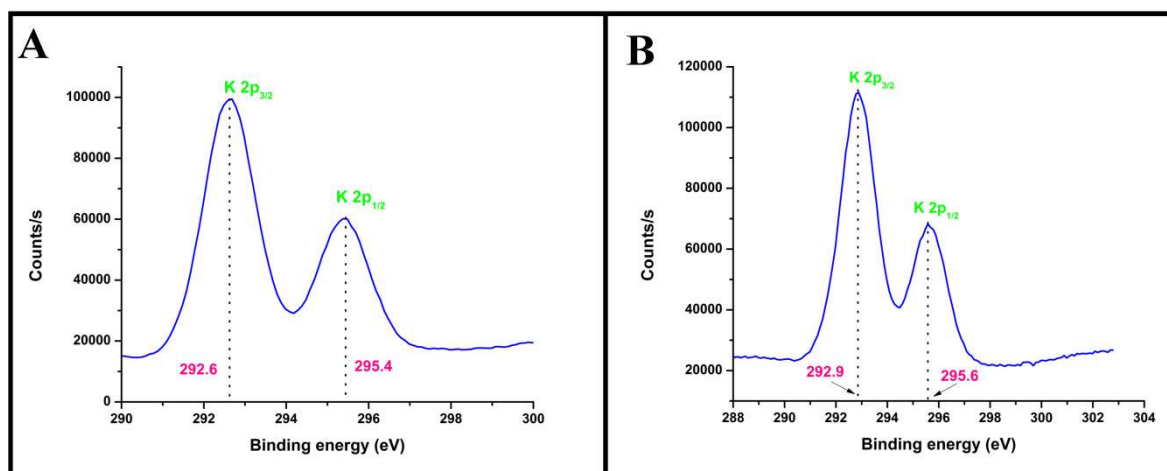 A
K 2p3/2
K 2p1/2
100000
80000
60000
40000
20000
0
Counts/s
292.6
295.4
290 292 294 296 298 300
Binding energy (eV)
B
K 2p3/2
K 2p1/2
120000
100000
80000
60000
40000
20000
Counts/s
292.9
295.6
288 290 292 294 296 298 300 302 304
Binding energy (eV)